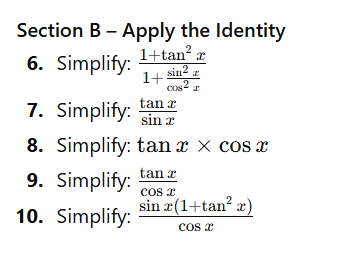 Section B – Apply the Identity
6. Simplify: \frac{1+\tan^2 x}{1+\frac{\sin^2 x}{\cos^2 x}}
7. Simplify: \frac{\tan x}{\sin x}
8. Simplify: \tan x × \cos x
9. Simplify: \frac{\tan x}{\cos x}
10. Simplify: \frac{\sin x(1+\tan^2 x)}{\cos x}